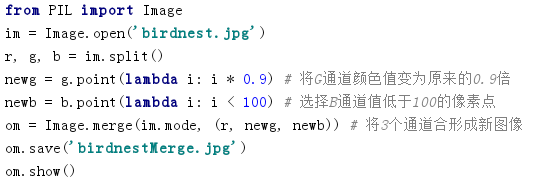 from PIL import Image
im = Image.open('birdnest.jpg')
r, g, b = im.split()
newg = g.point(lambda i: i * 0.9) # 将G通道颜色值变为原来的0.9倍
newb = b.point(lambda i: i < 100) # 选择B通道值低于100的像素点
om = Image.merge(im.mode, (r, newg, newb)) # 将3个通道合形成新图像
om.save('birdnestMerge.jpg')
om.show()